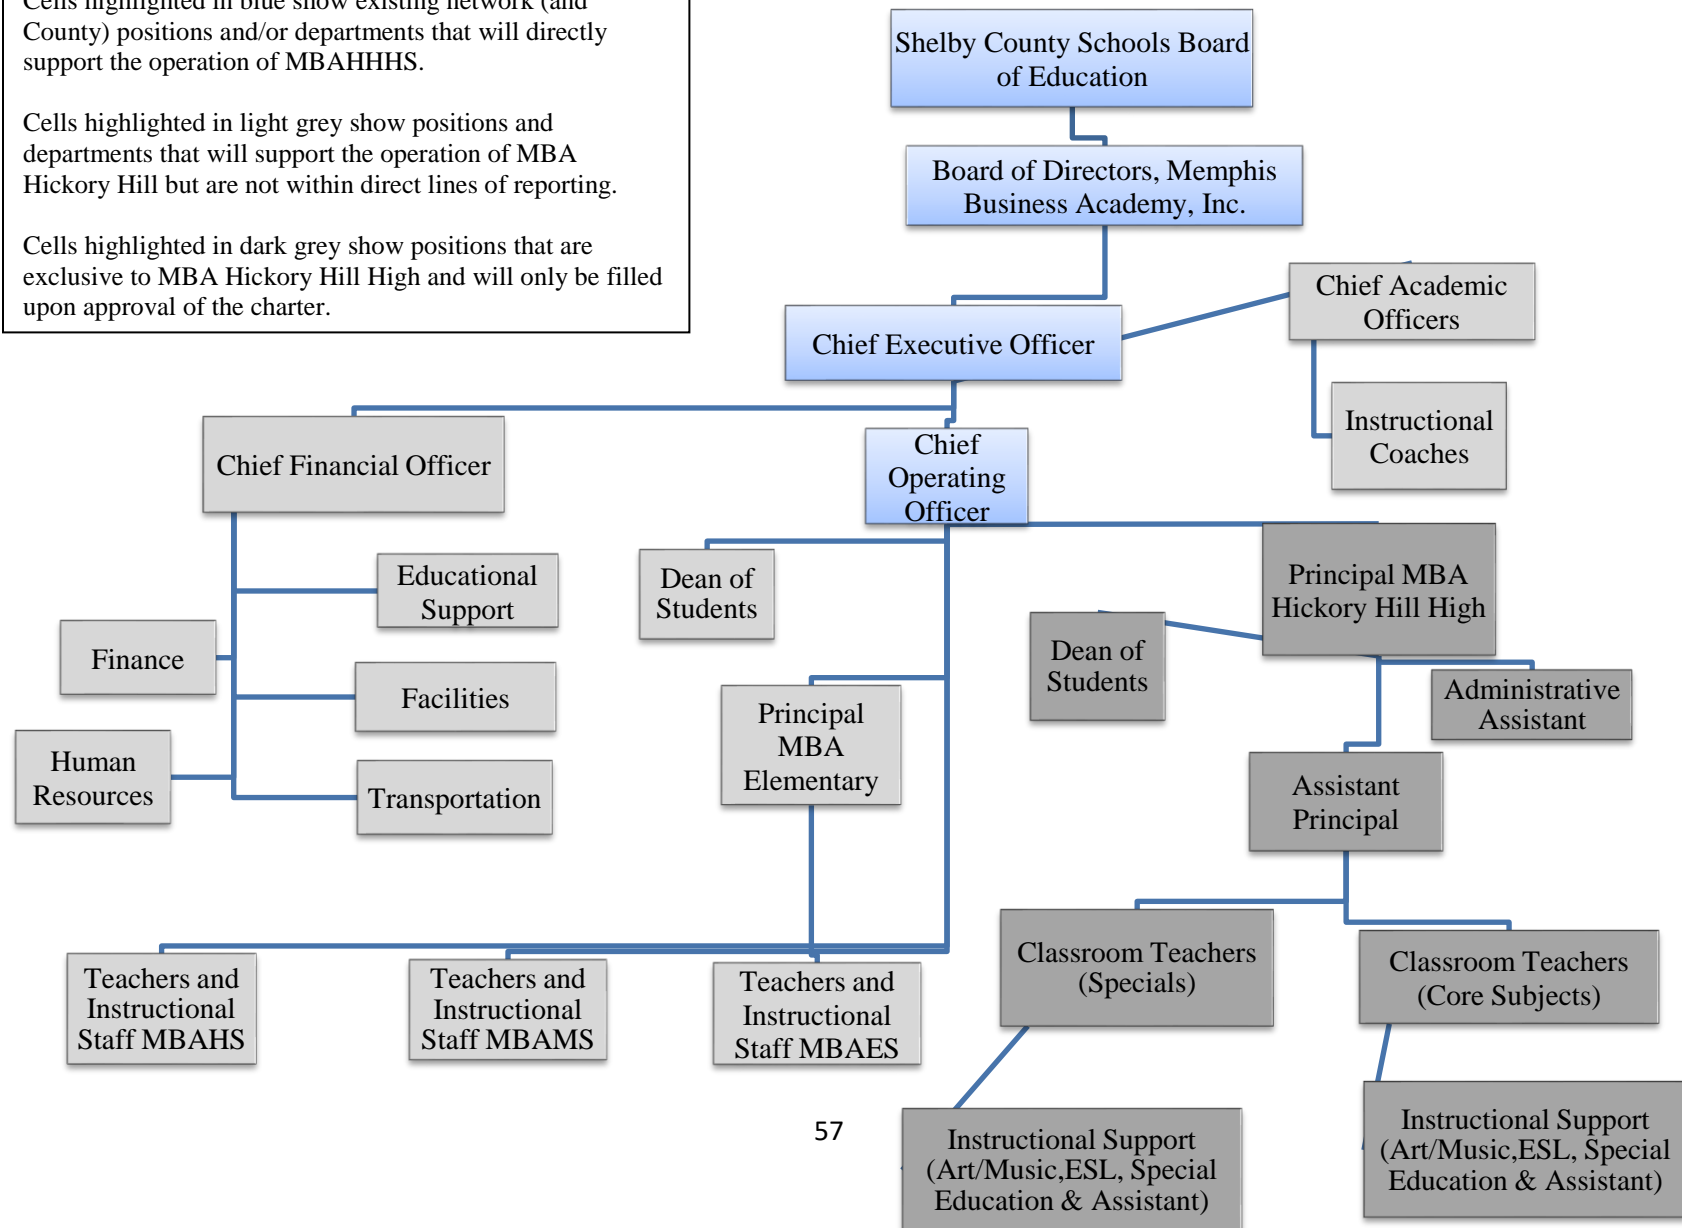 Cells highlighted in blue show existing network (and
County) positions and/or departments that will directly
support the operation of MBAHHHS.
Cells highlighted in light grey show positions and
departments that will support the operation of MBA
Hickory Hill but are not within direct lines of reporting.
Cells highlighted in dark grey show positions that are
exclusive to MBA Hickory Hill High and will only be filled
upon approval of the charter.
Shelby County Schools Board
of Education
Board of Directors, Memphis
Business Academy, Inc.
Chief Executive Officer
Chief Academic
Officers
Instructional
Coaches
Chief Financial Officer
Chief
Operating
Officer
Educational
Support
Finance
Facilities
Human
Resources
Transportation
Dean of
Students
Principal
MBA
Elementary
Principal MBA
Hickory Hill High
Dean of
Students
Administrative
Assistant
Assistant
Principal
Teachers and
Instructional
Staff MBAHS
Teachers and
Instructional
Staff MBAMS
Teachers and
Instructional
Staff MBAES
Classroom Teachers
(Specials)
Classroom Teachers
(Core Subjects)
Instructional Support
(Art/Music,ESL, Special
Education & Assistant)
Instructional Support
(Art/Music,ESL, Special
Education & Assistant)
57